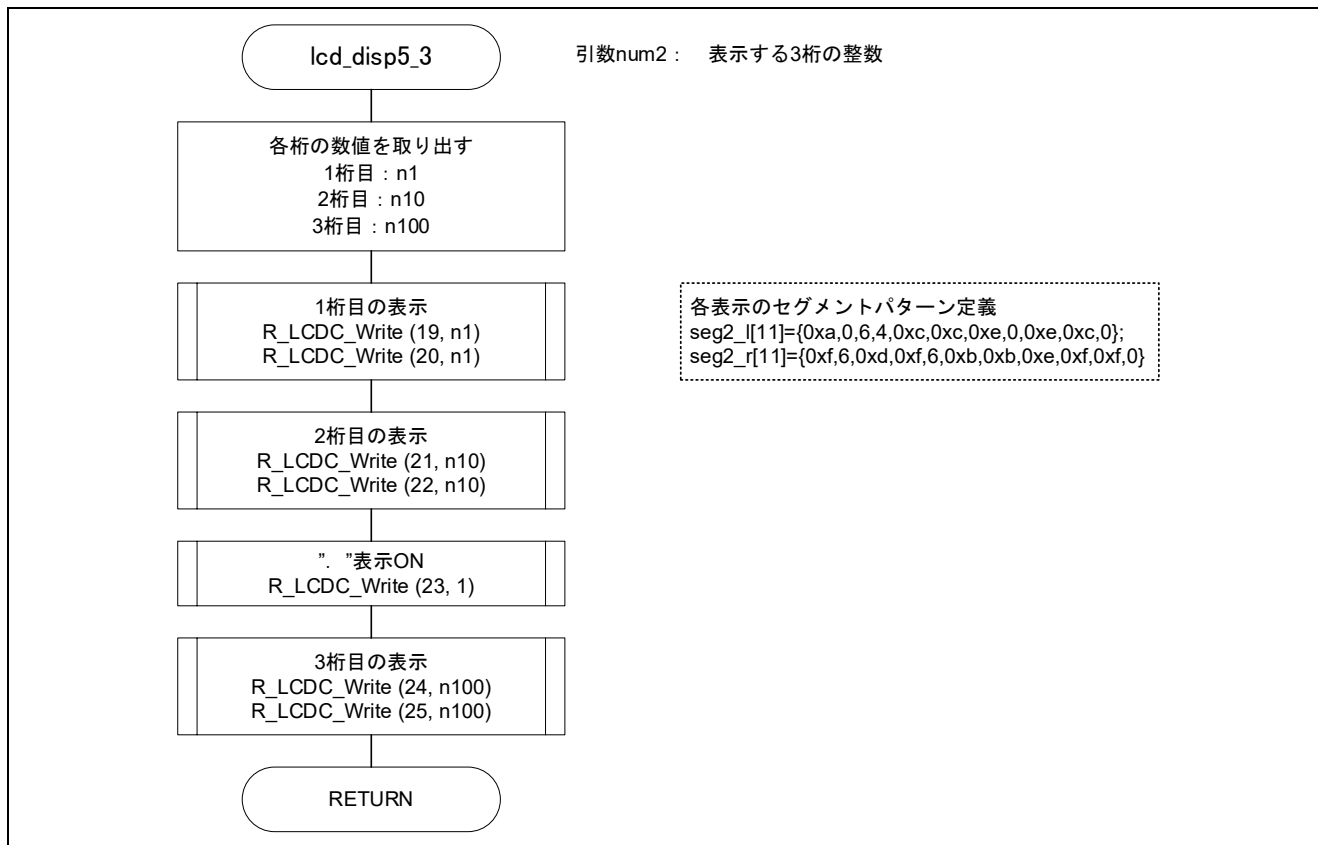 lcd_disp5_3
引数num2： 表示する3桁の整数
各桁の数値を取り出す
1桁目：n1
2桁目：n10
3桁目：n100
1桁目の表示
R_LCDC_Write (19, n1)
R_LCDC_Write (20, n1)
各表示のセグメントパターン定義
seg2_l[11]={0xa,0,6,4,0xc,0xc,0xe,0,0xe,0xc,0};
seg2_r[11]={0xf,6,0xd,0xf,6,0xb,0xb,0xe,0xf,0xf,0}
2桁目の表示
R_LCDC_Write (21, n10)
R_LCDC_Write (22, n10)
”．”表示ON
R_LCDC_Write (23, 1)
3桁目の表示
R_LCDC_Write (24, n100)
R_LCDC_Write (25, n100)
RETURN